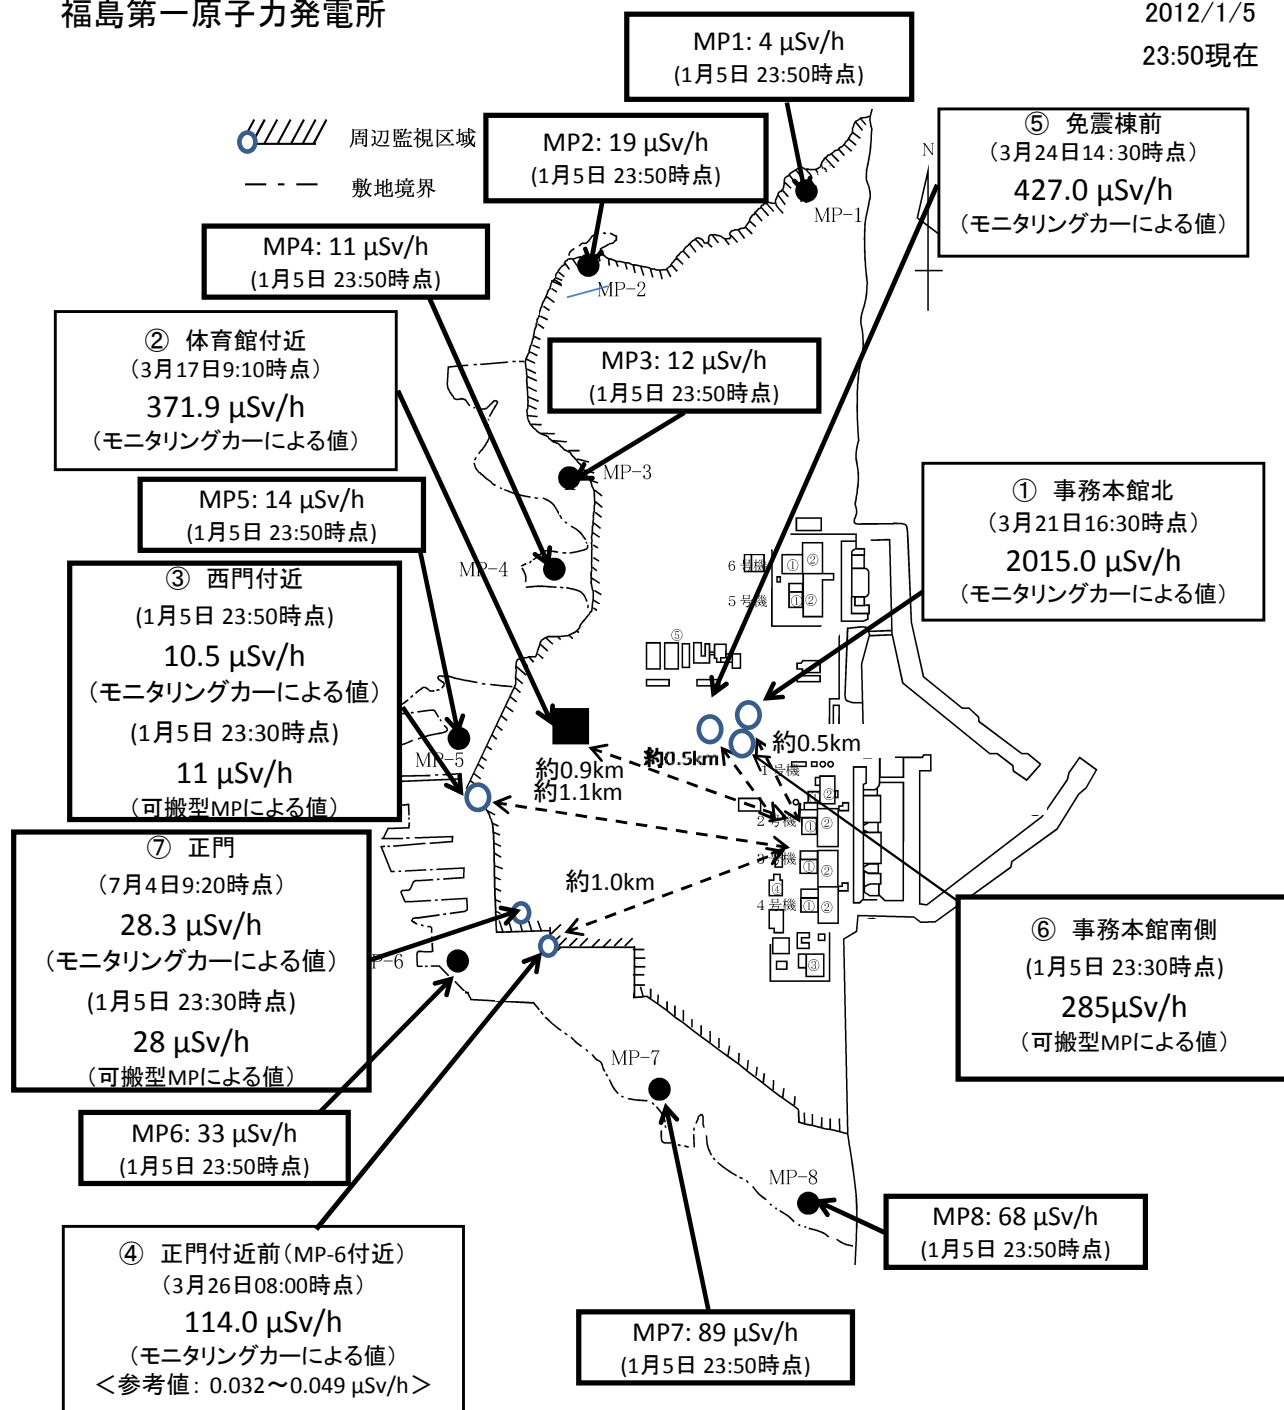 福島第一原子力発電所
2012/1/5
23:50現在
周辺監視区域
敷地境界
N
MP1: 4 μSv/h
(1月5日 23:50時点)
MP2: 19 μSv/h
(1月5日 23:50時点)
MP4: 11 μSv/h
(1月5日 23:50時点)
⑤ 免震棟前
(3月24日14:30時点)
427.0 μSv/h
(モニタリングカーによる値)
② 体育館付近
(3月17日9:10時点)
371.9 μSv/h
(モニタリングカーによる値)
MP3: 12 μSv/h
(1月5日 23:50時点)
MP5: 14 μSv/h
(1月5日 23:50時点)
① 事務本館北
(3月21日16:30時点)
2015.0 μSv/h
(モニタリングカーによる値)
③ 西門付近
(1月5日 23:50時点)
10.5 μSv/h
(モニタリングカーによる値)
(1月5日 23:30時点)
11 μSv/h
(可搬型MPによる値)
⑦ 正門
(7月4日9:20時点)
28.3 μSv/h
(モニタリングカーによる値)
(1月5日 23:30時点)
28 μSv/h
(可搬型MPによる値)
⑥ 事務本館南側
(1月5日 23:30時点)
285μSv/h
(可搬型MPによる値)
MP6: 33 μSv/h
(1月5日 23:50時点)
④ 正門付近前(MP-6付近)
(3月26日08:00時点)
114.0 μSv/h
(モニタリングカーによる値)
<参考値: 0.032～0.049 μSv/h>
MP7: 89 μSv/h
(1月5日 23:50時点)
MP8: 68 μSv/h
(1月5日 23:50時点)
MP-1
MP-2
MP-3
MP-4
MP-5
P-6
MP-7
MP-8
6号機 ① ②
5号機 ① ②
⑤
約0.5km
約0.5km
約0.9km
約1.1km
約1.0km
1号機
① ②
2号機 ① ②
3号機 ① ②
④
4号機 ① ②
③